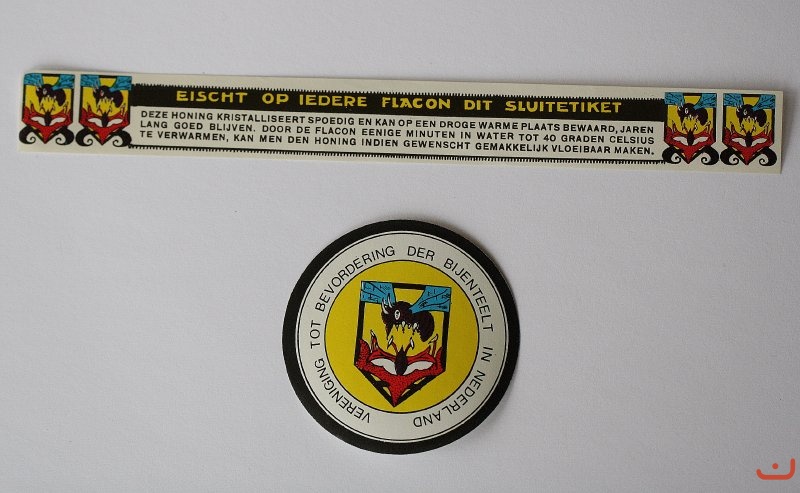 EISCHT OP IEDERE FLACON DIT SLUITETIKET
DEZE HONING KRISTALLISEERT SPOEDIG EN KAN OP EEN DROGE WARME PLAATS BEWAARD, JAREN
LANG GOED BLIJVEN. DOOR DE FLACON EENIGE MINUTEN IN WATER TOT 40 GRADEN CELSIUS
TE VERWARMEN, KAN MEN DEN HONING INDIEN GEWENSCHT GEMAKKELIJK VLOEIBAAR MAKEN.
VERENIGING TOT BEVORDERING DER BIJENTEELT IN NEDERLAND